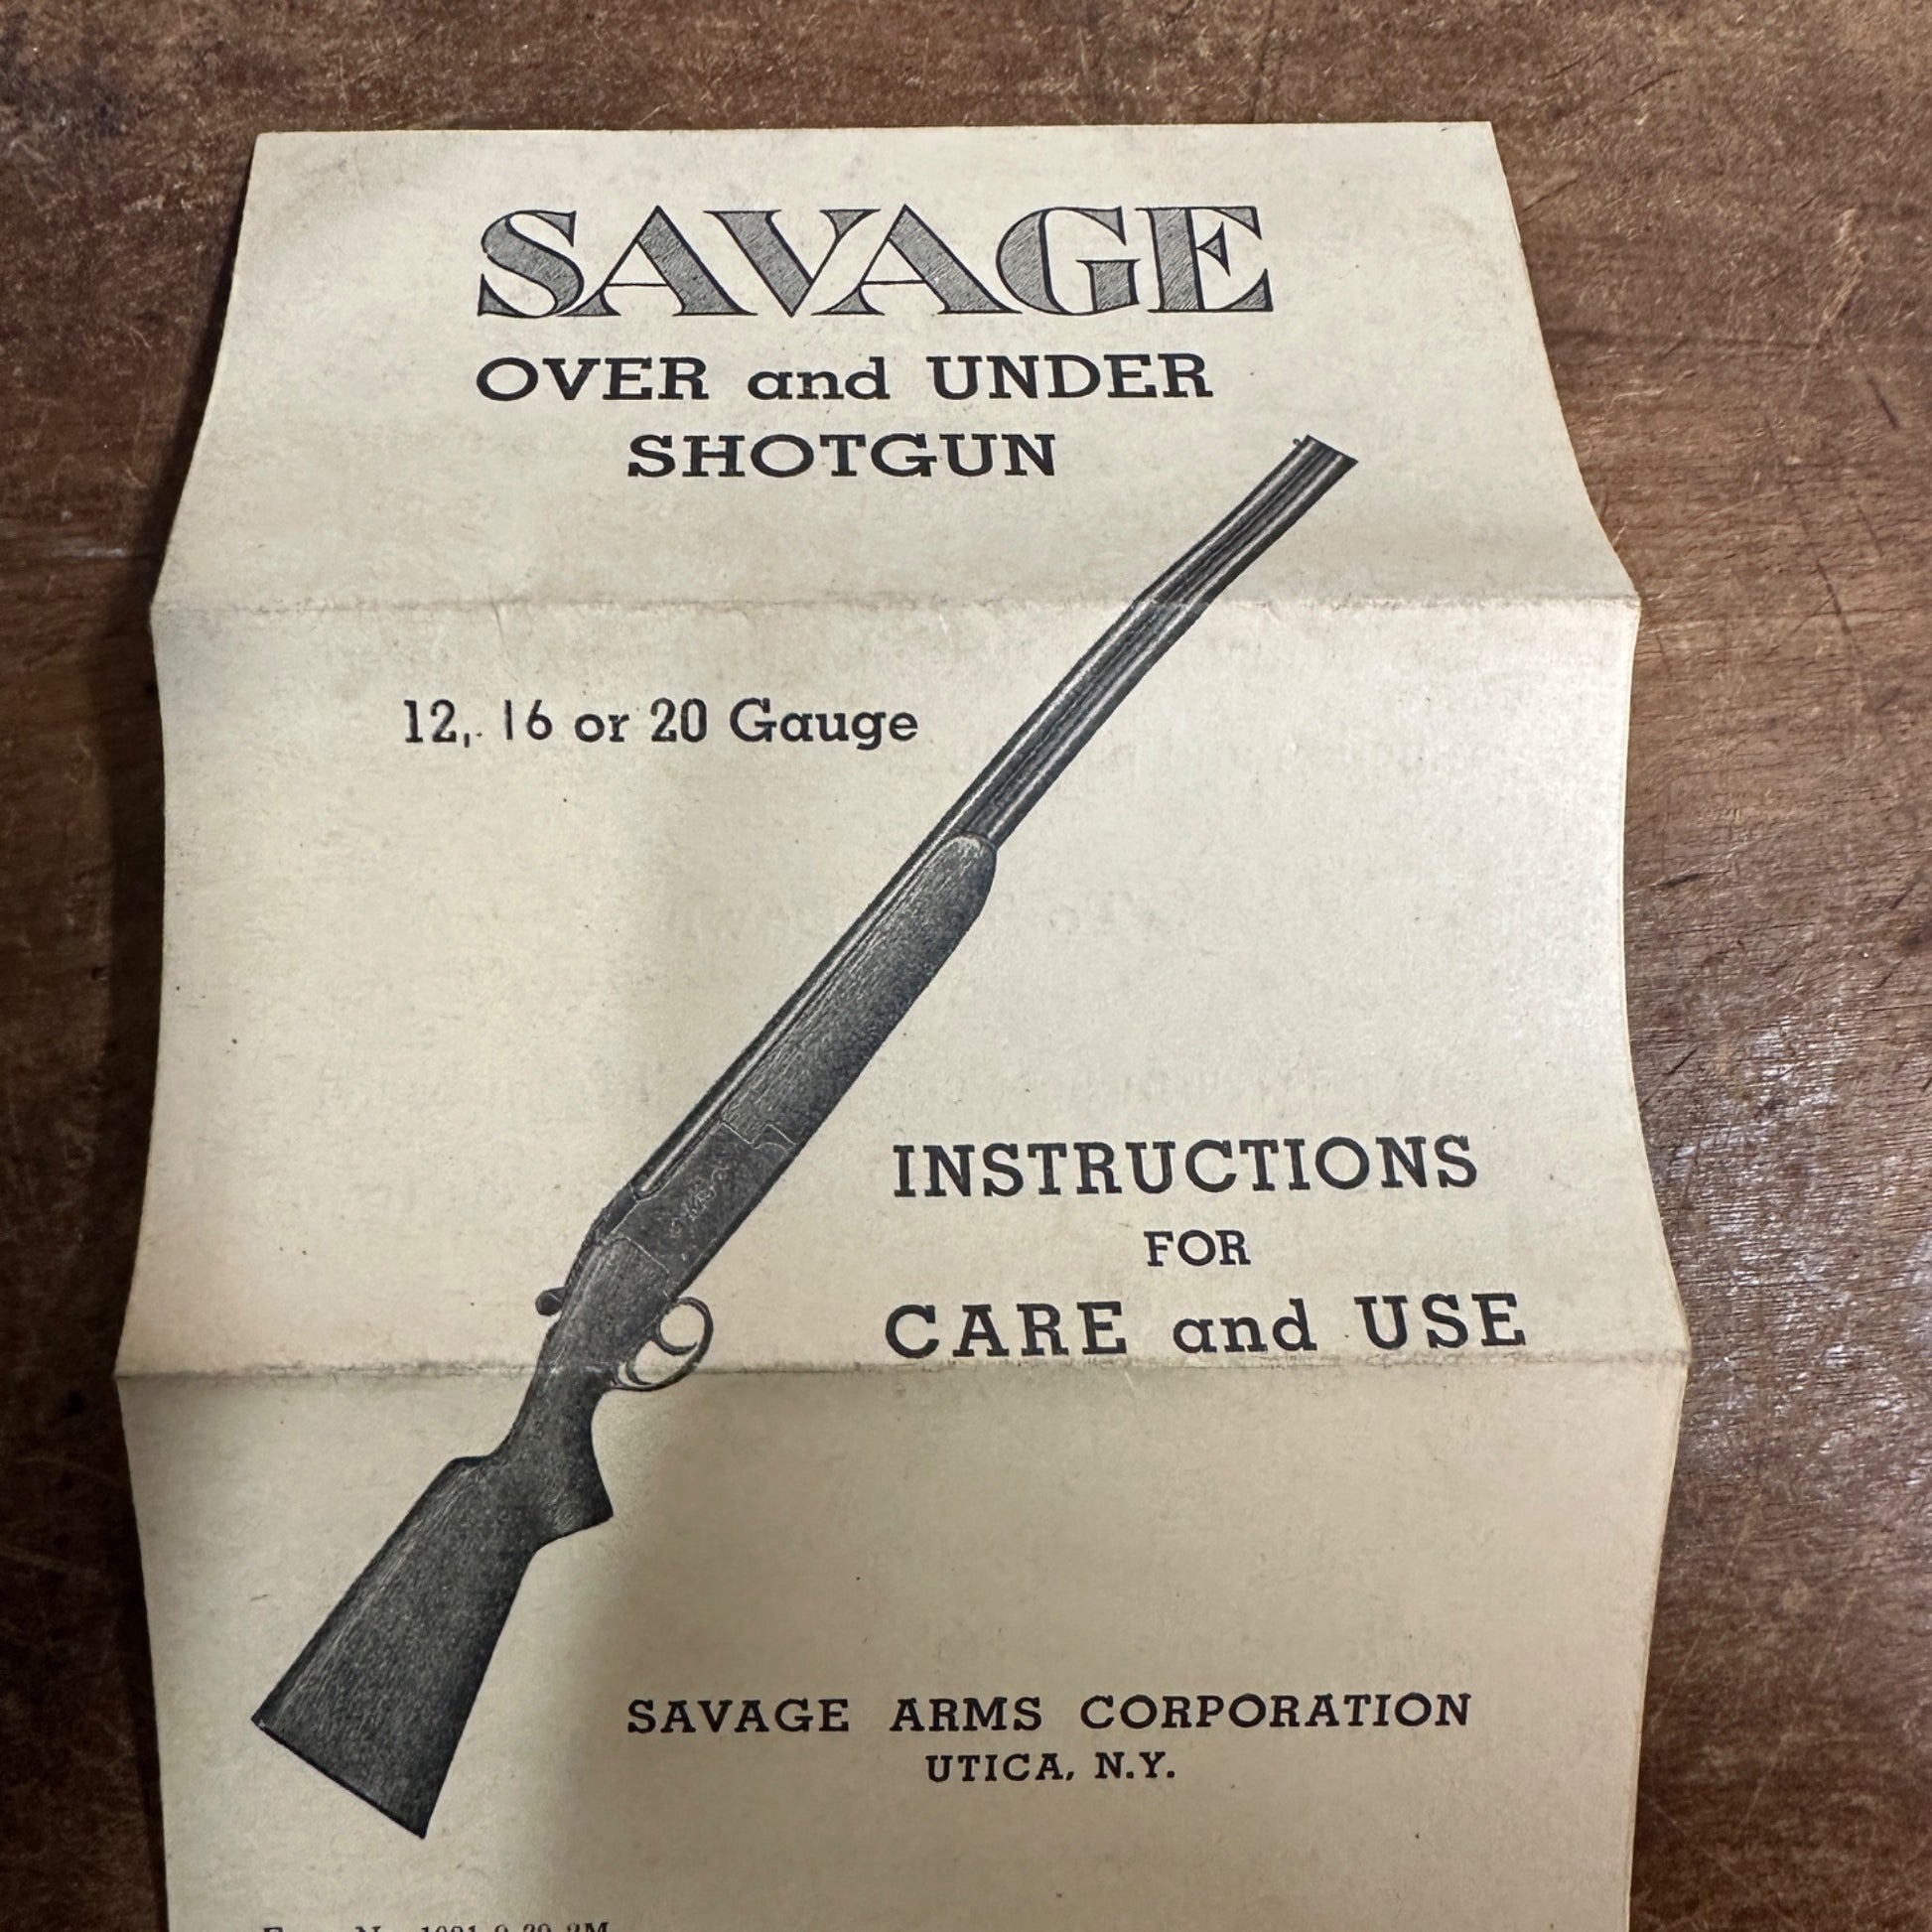 SAVAGE
OVER and UNDER
SHOTGUN
12, 16 or 20 Gauge
INSTRUCTIONS
FOR
CARE and USE
SAVAGE ARMS CORPORATION
UTICA, N.Y.